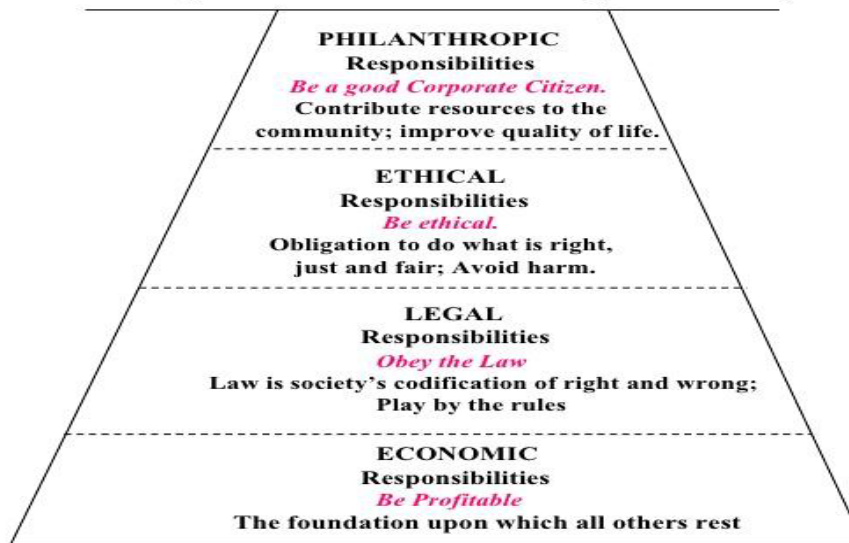 PHILANTHROPIC
Responsibilities
Be a good Corporate Citizen.
Contribute resources to the
community; improve quality of life.
ETHICAL
Responsibilities
Be ethical.
Obligation to do what is right,
just and fair; Avoid harm.
LEGAL
Responsibilities
Obey the Law
Law is society’s codification of right and wrong;
Play by the rules
ECONOMIC
Responsibilities
Be Profitable
The foundation upon which all others rest